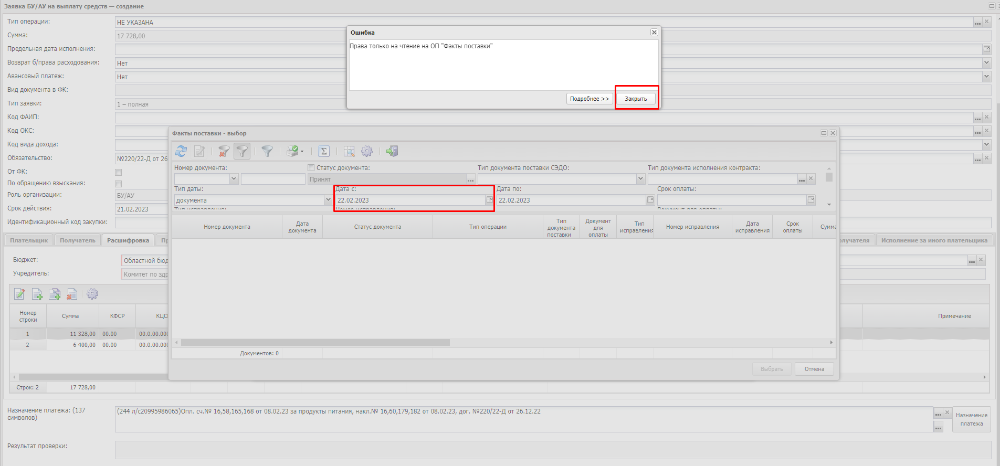 Заявка БУ/АУ на выплату средств — создание
Тип операции:
НЕ УКАЗАНА
Сумма:
17 728,00
Предельная дата исполнения:
Возврат б/права расходования:
Нет
Авансовый платеж:
Нет
Вид документа в ФК:
Тип заявки:
1 – полная
Код ФАИП:
Код ОКС:
Код вида дохода:
Обязательство:
№220/22-Д от 26
От ФК:
По обращению взыскания:
Роль организации:
БУ/АУ
Срок действия:
21.02.2023
Идентификационный код закупки:
Ошибка
Права только на чтение на ОП "Факты поставки"
Подробнее >>
Закрыть
Факты поставки - выбор
Номер документа:
Статус документа:
Тип документа поставки СЭДО:
Тип документа исполнения контракта:
Принят
Тип даты:
Дата с:
Дата по:
Срок оплаты:
документа
22.02.2023
22.02.2023
Тип исправления:
Номер исправления:
Документ для оплаты:
Номер документа
Дата документа
Статус документа
Тип операции
Тип документа поставки
Документ для оплаты
Тип исправления
Номер исправления
Дата исправления
Срок оплаты
Сумма
Документов: 0
Выбрать
Отмена
Плательщик
Получатель
Расшифровка
олучателя
Исполнение за иного плательщика
Бюджет:
Областной бюд
Учредитель:
Комитет по здр
Номер строки
Сумма
КФСР
КЦС
Примечание
1
11 328,00
00.00
00.0.00.000
2
6 400,00
00.00
00.0.00.000
Строк: 2
17 728,00
Назначение платежа: (137 символов)
(244 л/с20995986065)Опл. сч.№ 16,58,165,168 от 08.02.23 за продукты питания, накл.№ 16,60,179,182 от 08.02.23, дог. №220/22-Д от 26.12.22
Назначение платежа
Результат проверки: